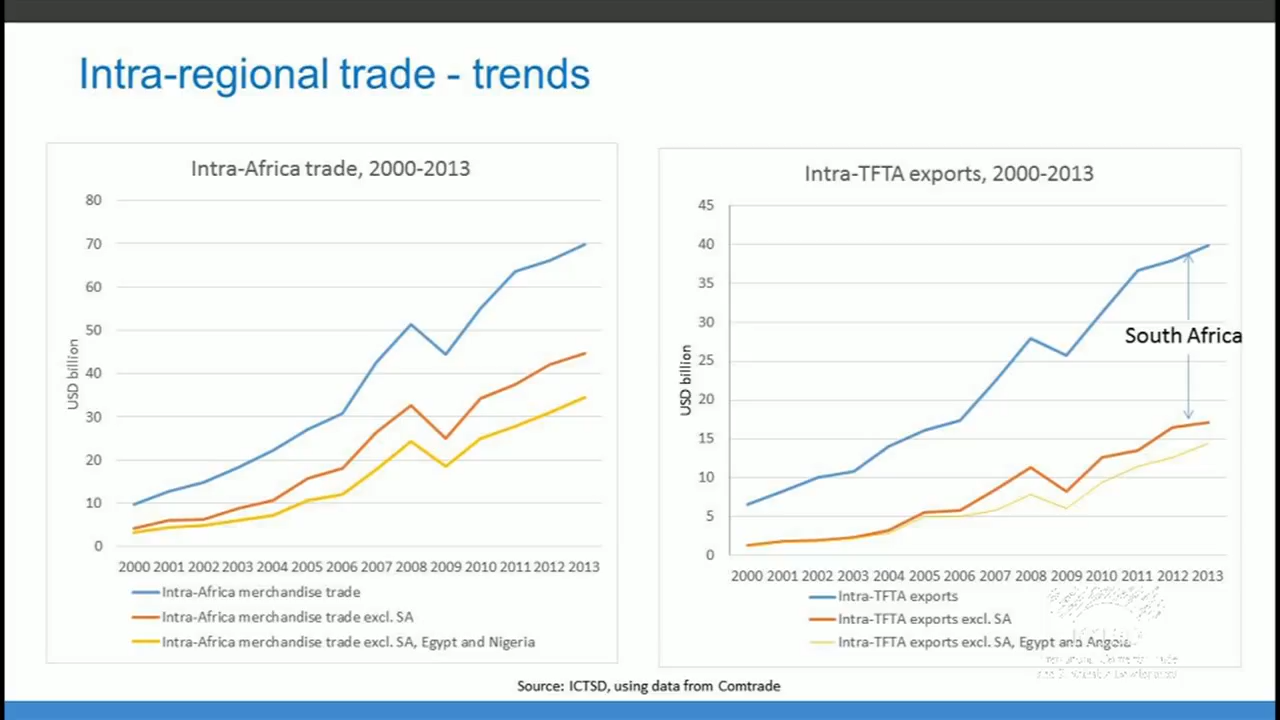 Intra-regional trade - trends
Intra-Africa trade, 2000-2013
80
70
60
50
40
30
20
10
0
USD billion
2000 2001 2002 2003 2004 2005 2006 2007 2008 2009 2010 2011 2012 2013
Intra-Africa merchandise trade
Intra-Africa merchandise trade excl. SA
Intra-Africa merchandise trade excl. SA, Egypt and Nigeria
Intra-TFTA exports, 2000-2013
45
40
35
30
25
20
15
10
5
0
USD billion
South Africa
2000 2001 2002 2003 2004 2005 2006 2007 2008 2009 2010 2011 2012 2013
Intra-TFTA exports
Intra-TFTA exports excl. SA
Intra-TFTA exports excl. SA, Egypt and Angola
Source: ICTSD, using data from Comtrade